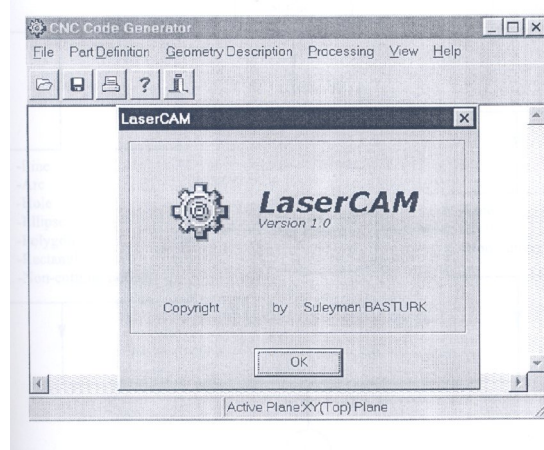 CNC Code Generator
File Part Definition Geometry Description Processing View Help
?
LaserCAM
LaserCAM
Version 1.0
Copyright by Suleyman BASTURK
OK
Active Plane:XY(Top) Plane